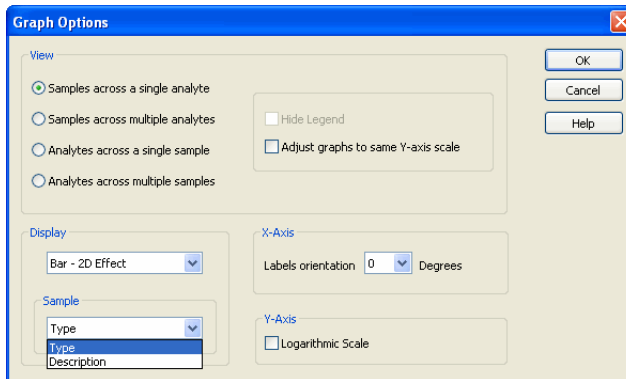 Graph Options
View
Samples across a single analyte
Samples across multiple analytes
Analytes across a single sample
Analytes across multiple samples
Hide Legend
Adjust graphs to same Y-axis scale
OK
Cancel
Help
Display
Bar - 2D Effect
Sample
Type
Type
Description
X-Axis
Labels orientation 0 Degrees
Y-Axis
Logarithmic Scale